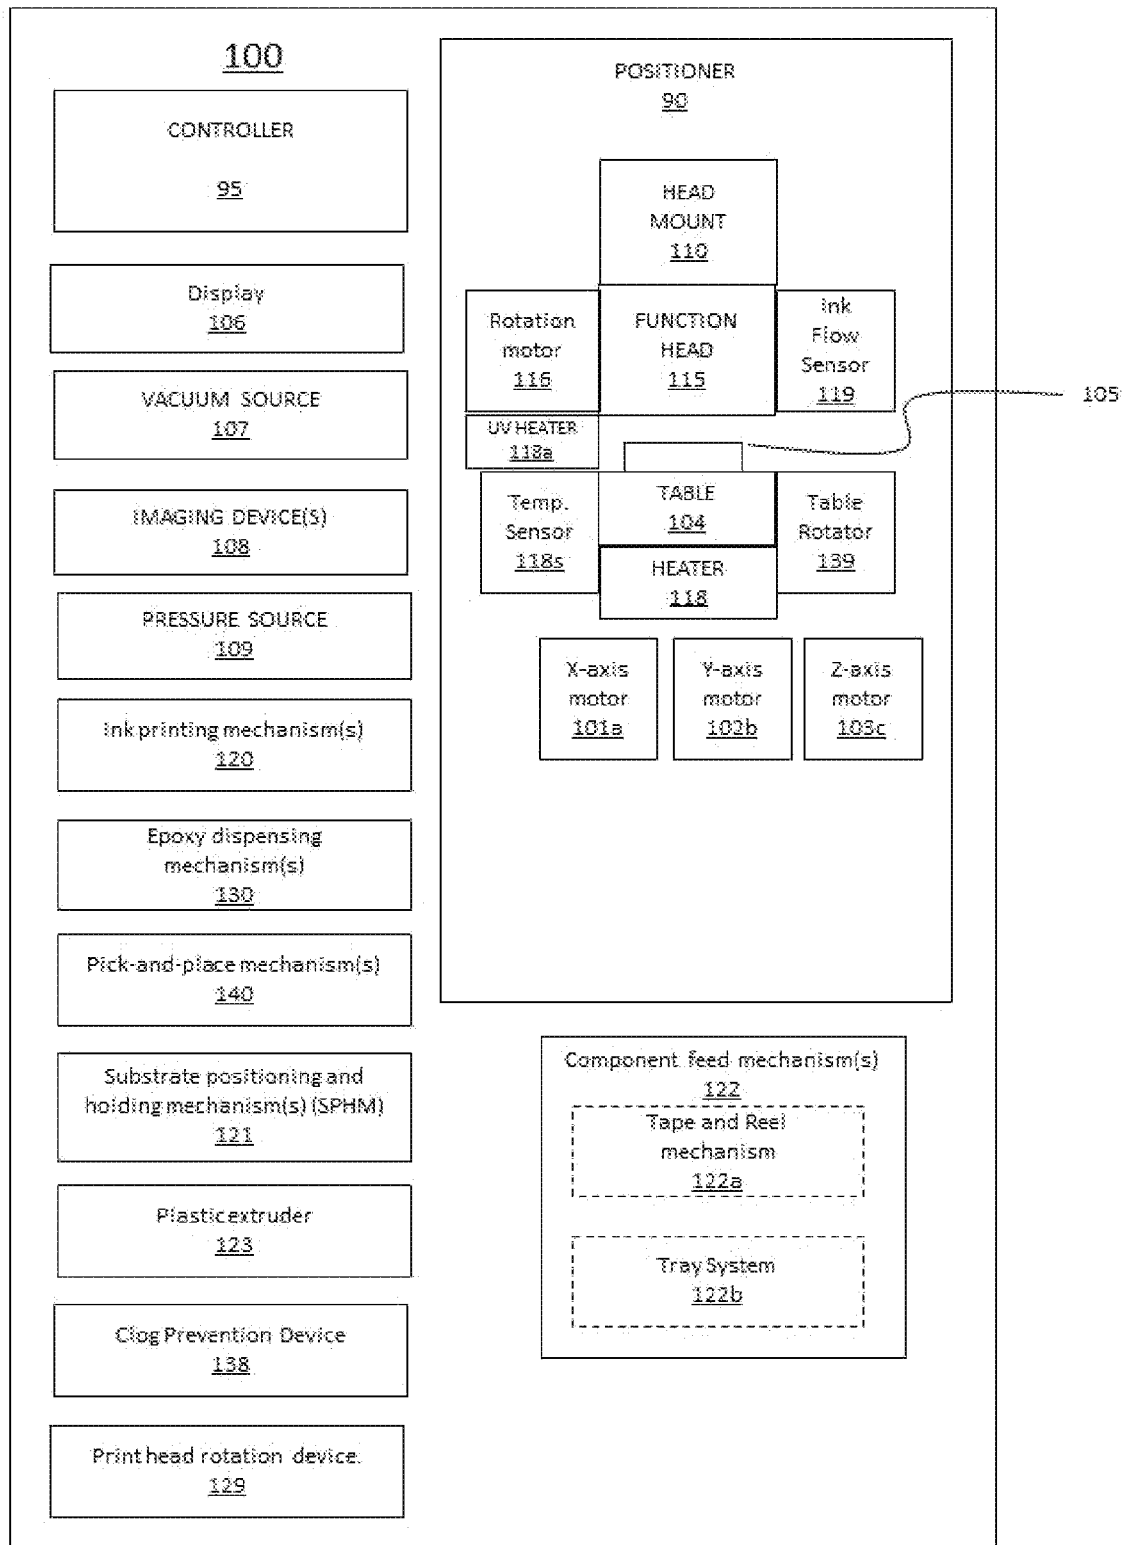 100
CONTROLLER
95
Display
106
VACUUM SOURCE
107
IMAGING DEVICE(S)
108
PRESSURE SOURCE
109
Ink printing mechanism(s)
120
Epoxy dispensing
mechanism(s)
130
Pick-and-place mechanism(s)
140
Substrate positioning and
holding mechanism(s) (SPHM)
121
Plastic extruder
123
Clog Prevention Device
138
Print head rotation device.
129
POSITIONER
90
HEAD
MOUNT
110
Rotation
motor
116
FUNCTION
HEAD
115
Ink
Flow
Sensor
119
105
UV HEATER
118a
Temp.
Sensor
118s
TABLE
104
Table
Rotator
139
HEATER
118
X-axis
motor
101a
Y-axis
motor
102b
Z-axis
motor
103c
Component feed mechanism(s)
122
Tape and Reel
mechanism
122a
Tray System
122b